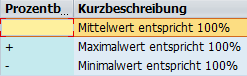 Prozentb... Kurzbeschreibung
Mittelwert entspricht 100%
+ Maximalwert entspricht 100%
- Minimalwert entspricht 100%